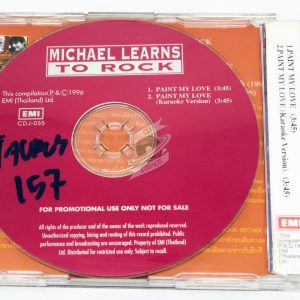 MICHAEL LEARNS
TO ROCK
This compilation ℗ & © 1996
EMI (Thailand) Ltd.
EMI
CDJ-035
1. PAINT MY LOVE (3:45)
2. PAINT MY LOVE
(Karaoke Version) (3:45)
157
FOR PROMOTIONAL USE ONLY NOT FOR SALE
All rights of the producer and of the owner of the work reproduced reserved.
Unauthorized copying, hiring and renting of this record prohibited. Public
performance and broadcasting are encouraged. Property of EMI (Thailand)
Ltd. Distributed for restricted use only. Subject to recall.
1.PAINT MY LOVE (3:45)
2.PAINT MY LOVE (Karaoke Version) (3:45)
EMI